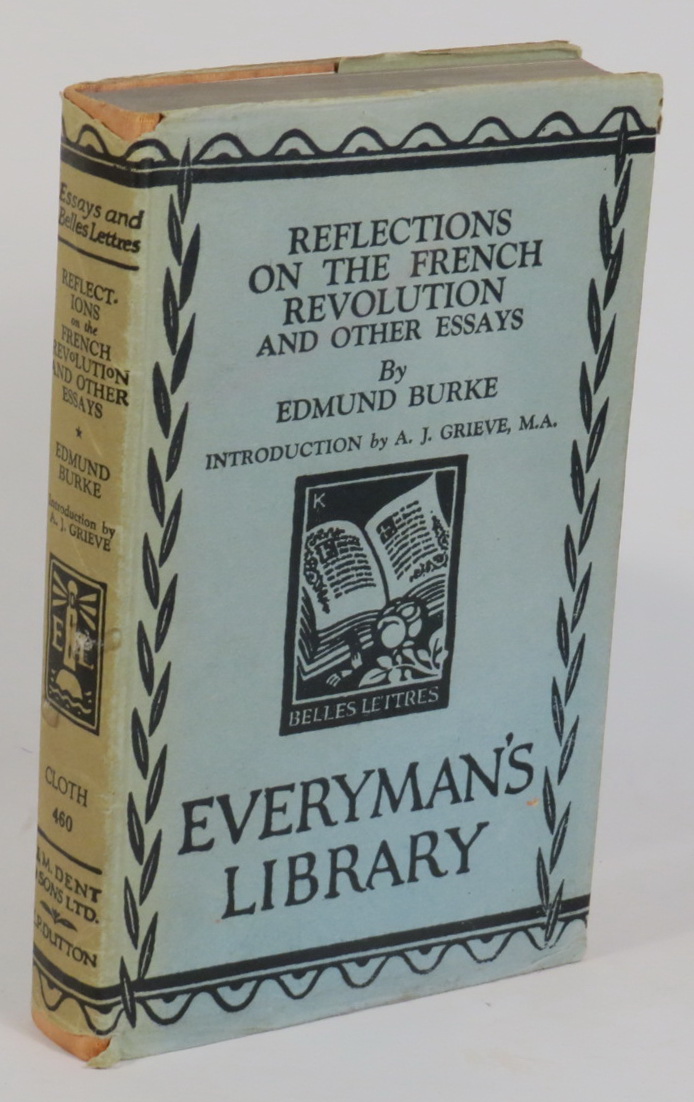 Essays and
Belles Lettres
REFLECT-
IONS
on the
FRENCH
REVOLUTION
AND OTHER
ESSAYS
★
EDMUND
BURKE
Introduction by
A. J. GRIEVE
E L
CLOTH
460
J. M. DENT
& SONS LTD.
E. P. DUTTON
REFLECTIONS
ON THE FRENCH
REVOLUTION
AND OTHER ESSAYS
By
EDMUND BURKE
INTRODUCTION by A. J. GRIEVE, M.A.
K
BELLES LETTRES
EVERYMAN'S
LIBRARY